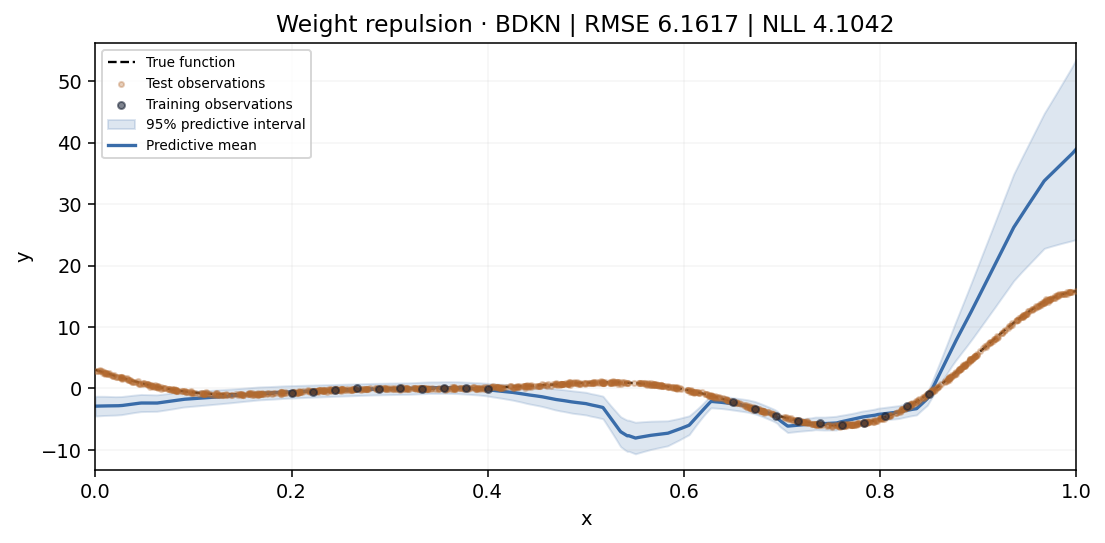 Weight repulsion · BDKN | RMSE 6.1617 | NLL 4.1042
True function
Test observations
Training observations
95% predictive interval
Predictive mean
y
50
40
30
20
10
0
−10
0.0 0.2 0.4 0.6 0.8 1.0
x